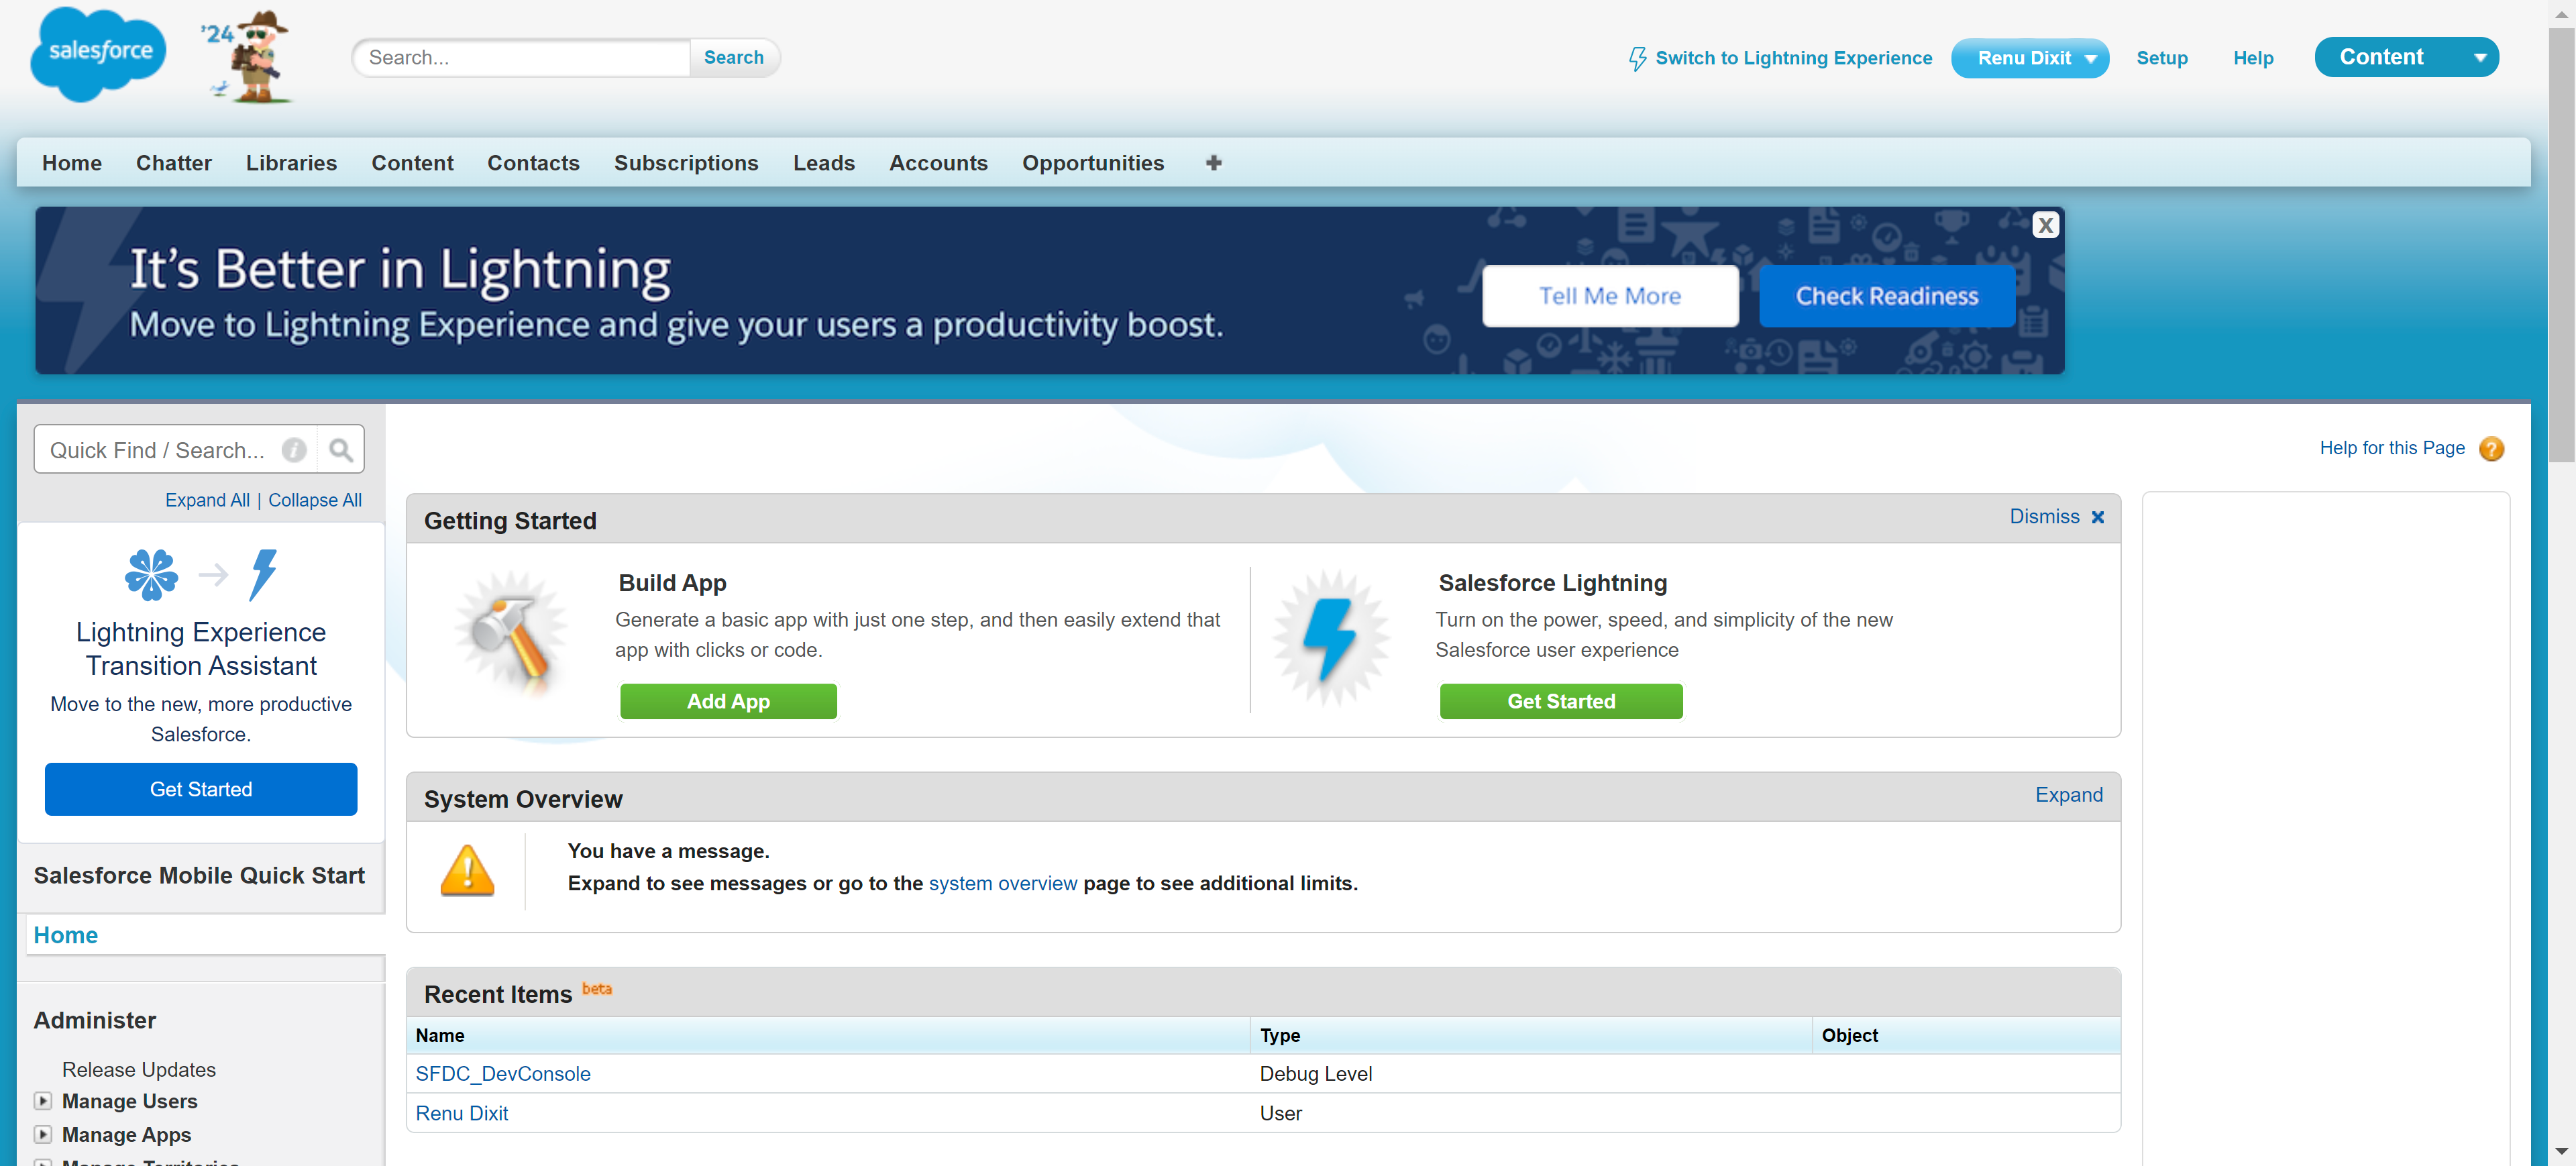 salesforce
'24
Search...
Search
Switch to Lightning Experience
Renu Dixit
Setup
Help
Content
Home
Chatter
Libraries
Content
Contacts
Subscriptions
Leads
Accounts
Opportunities
It's Better in Lightning
Move to Lightning Experience and give your users a productivity boost.
Tell Me More
Check Readiness
X
Quick Find / Search...
Expand All | Collapse All
Lightning Experience
Transition Assistant
Move to the new, more productive
Salesforce.
Get Started
Salesforce Mobile Quick Start
Home
Administer
Release Updates
Manage Users
Manage Apps
Manage Territories
Help for this Page
Getting Started
Dismiss
Build App
Generate a basic app with just one step, and then easily extend that
app with clicks or code.
Add App
Salesforce Lightning
Turn on the power, speed, and simplicity of the new
Salesforce user experience
Get Started
System Overview
Expand
You have a message.
Expand to see messages or go to the system overview page to see additional limits.
Recent Items beta
Name
Type
Object
SFDC_DevConsole
Debug Level
Renu Dixit
User